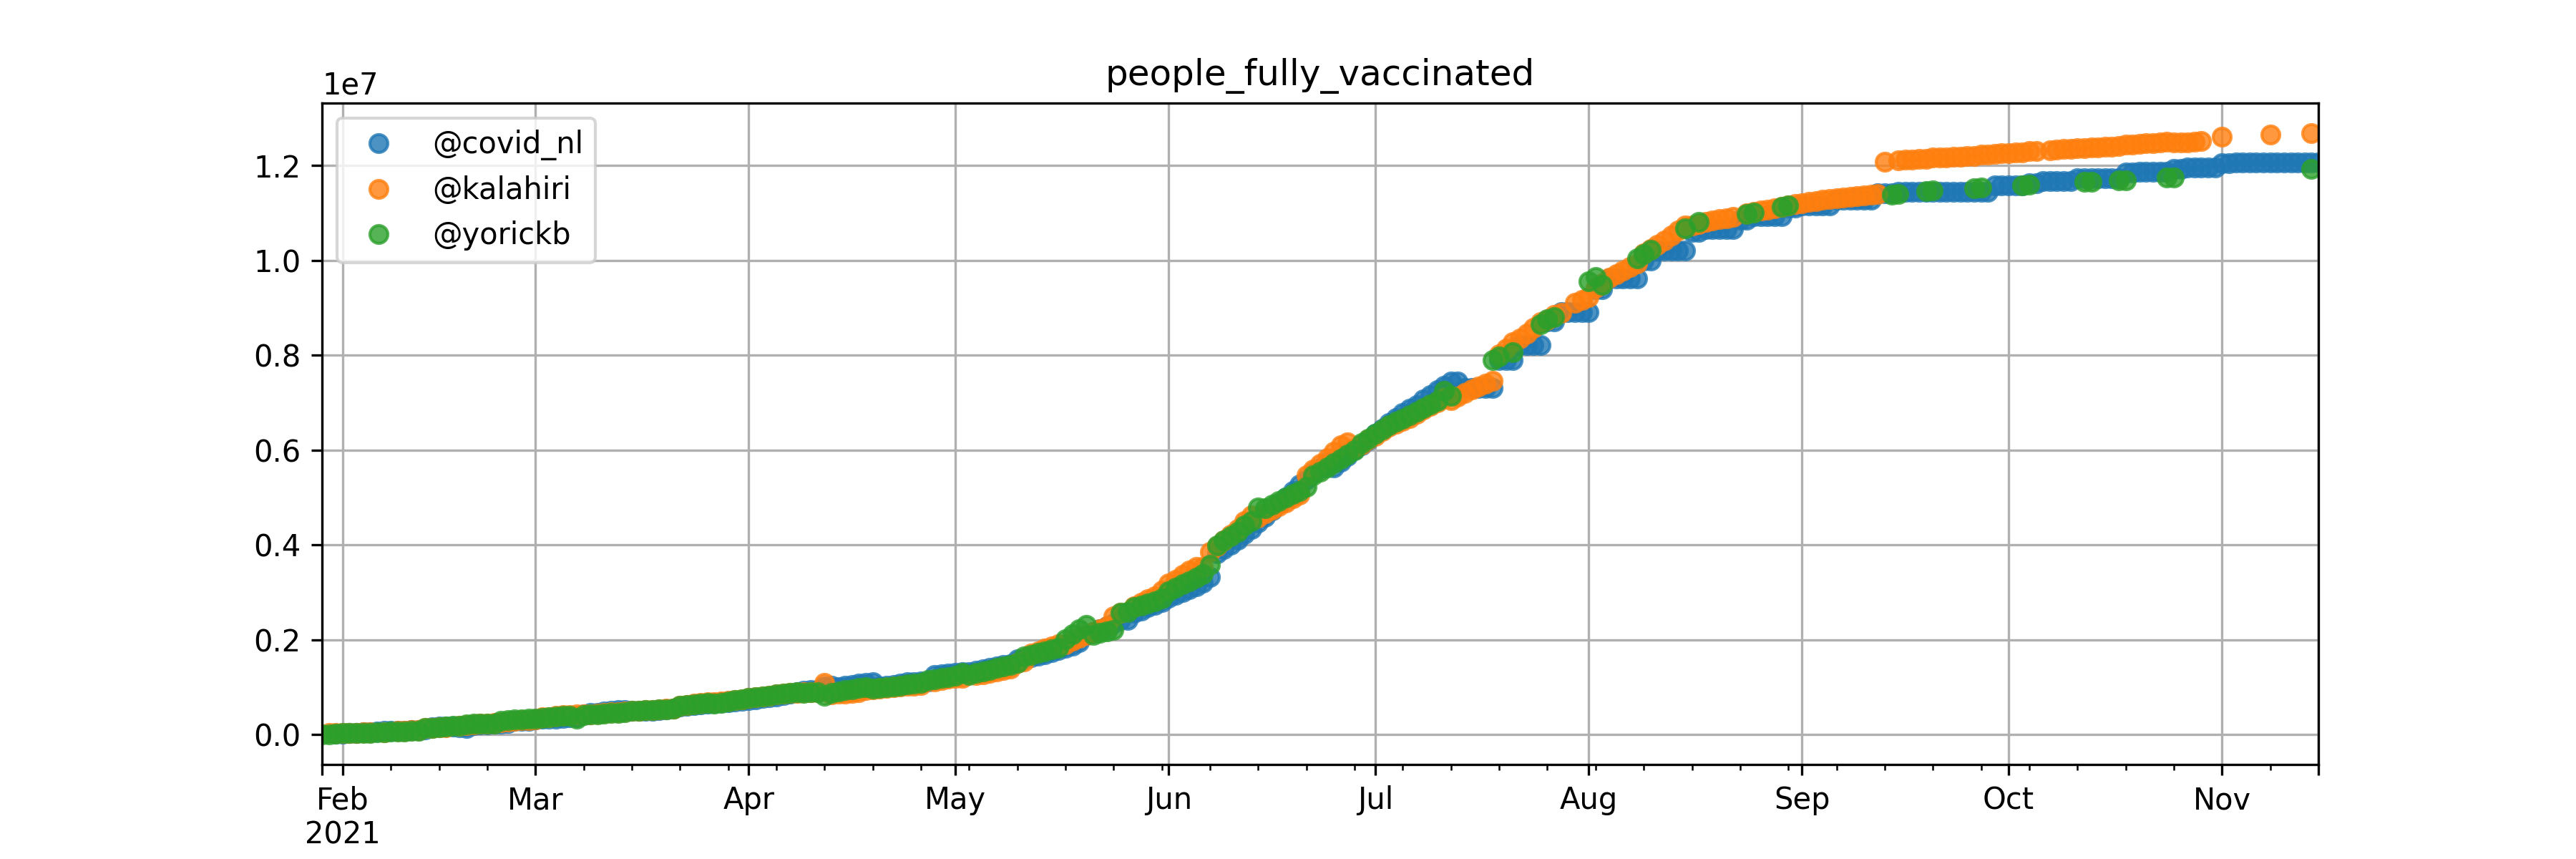 people_fully_vaccinated
1e7
@covid_nl
@kalahiri
@yorickb
1.2
1.0
0.8
0.6
0.4
0.2
0.0
Feb Mar Apr May Jun Jul Aug Sep Oct Nov
2021